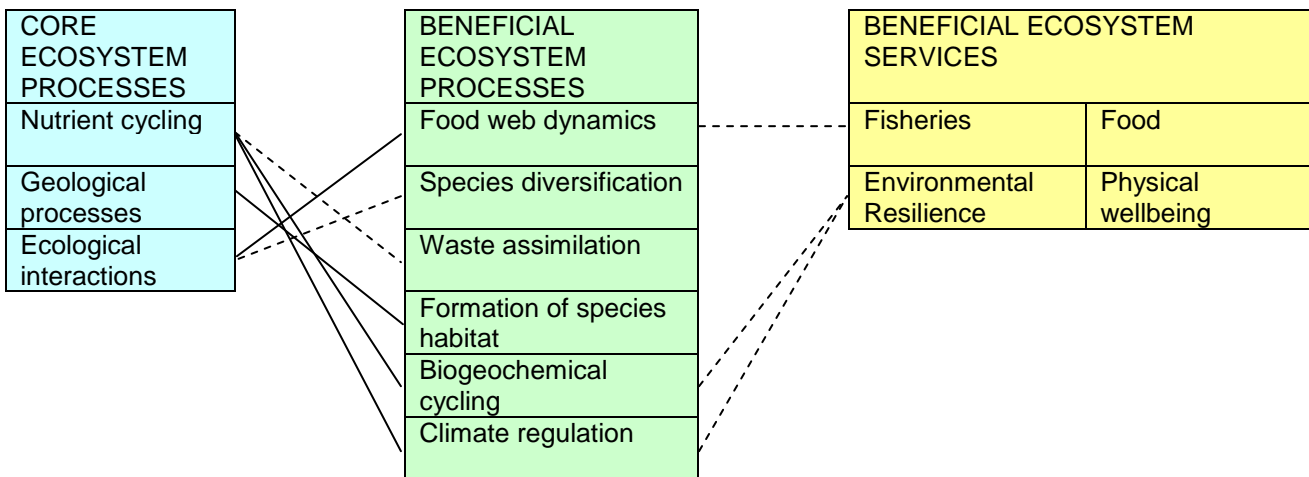 CORE
ECOSYSTEM
PROCESSES
Nutrient cycling
Geological
processes
Ecological
interactions
BENEFICIAL
ECOSYSTEM
PROCESSES
Food web dynamics
Species diversification
Waste assimilation
Formation of species
habitat
Biogeochemical
cycling
Climate regulation
BENEFICIAL ECOSYSTEM
SERVICES
Fisheries
Food
Environmental
Resilience
Physical
wellbeing